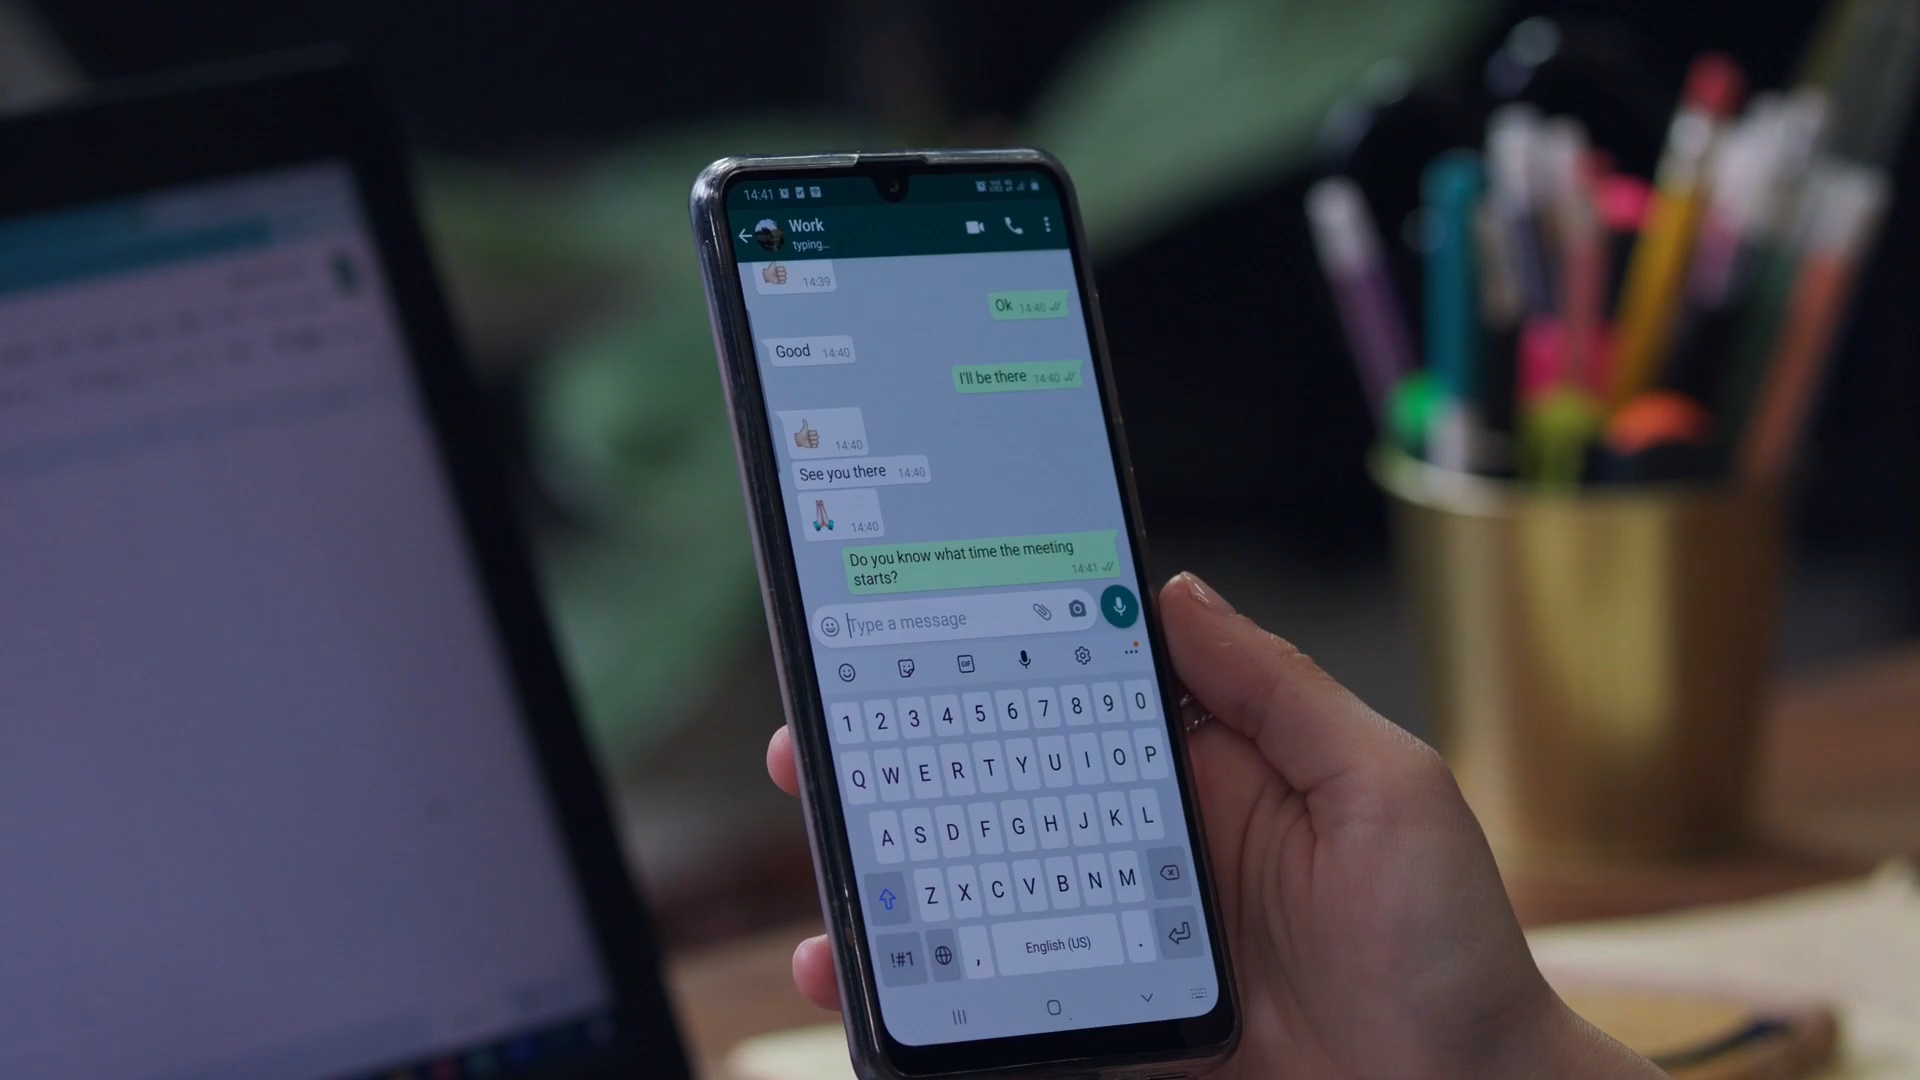 14:41
Work
typing...
14:39
Ok 14:40
Good 14:40
I'll be there 14:40
14:40
See you there 14:40
14:40
Do you know what time the meeting
starts?
14:41
Type a message
GIF
1 2 3 4 5 6 7 8 9 0
Q W E R T Y U I O P
A S D F G H J K L
Z X C V B N M
!#1 , English (US) .